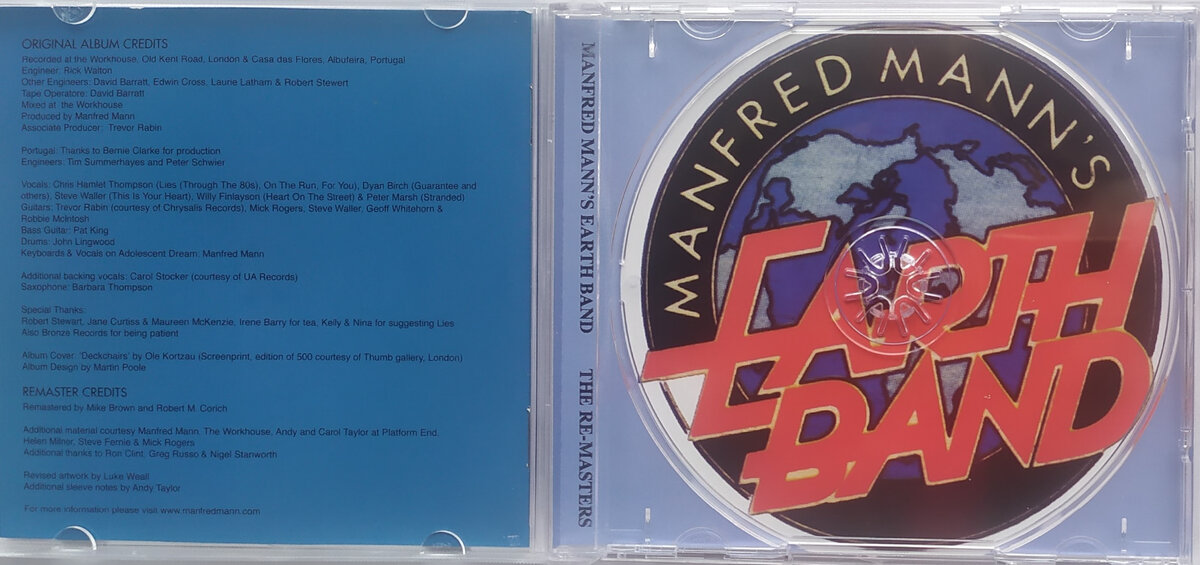 ORIGINAL ALBUM CREDITS
Recorded at the Workhouse, Old Kent Road, London & Casa das Flores, Albufeira, Portugal
Engineer: Rick Walton
Other Engineers: David Barratt, Edwin Cross, Laurie Latham & Robert Stewert
Tape Operatore: David Barratt
Mixed at the Workhouse
Produced by Manfred Mann
Associate Producer: Trevor Rabin
Portugal: Thanks to Bernie Clarke for production
Engineers: Tim Summerhayes and Peter Schwier
Vocals: Chris Hamlet Thompson (Lies (Through The 80s), On The Run, For You), Dyan Birch (Guarantee and
others), Steve Waller (This Is Your Heart), Willy Finlayson (Heart On The Street) & Peter Marsh (Stranded)
Guitars: Trevor Rabin (courtesy of Chrysalis Records), Mick Rogers, Steve Waller, Geoff Whitehorn &
Robbie McIntosh
Bass Guitar: Pat King
Drums: John Lingwood
Keyboards & Vocals on Adolescent Dream: Manfred Mann
Additional backing vocals: Carol Stocker (courtesy of UA Records)
Saxophone: Barbara Thompson
Special Thanks:
Robert Stewart, Jane Curtiss & Maureen McKenzie, Irene Barry for tea, Kelly & Nina for suggesting Lies
Also Bronze Records for being patient
Album Cover: 'Deckchairs' by Ole Kortzau (Screenprint, edition of 500 courtesy of Thumb gallery, London)
Album Design by Martin Poole
REMASTER CREDITS
Remastered by Mike Brown and Robert M. Corich
Additional material courtesy Manfred Mann, The Workhouse, Andy and Carol Taylor at Platform End,
Helen Milner, Steve Fernie & Mick Rogers
Additional thanks to Ron Clint, Greg Russo & Nigel Stanworth
Revised artwork by Luke Weall
Additional sleeve notes by Andy Taylor
For more information please visit www.manfredmann.com
MANFRED MANN'S EARTH BAND THE RE-MASTERS
MANFRED MANN'S
EARTH
BAND